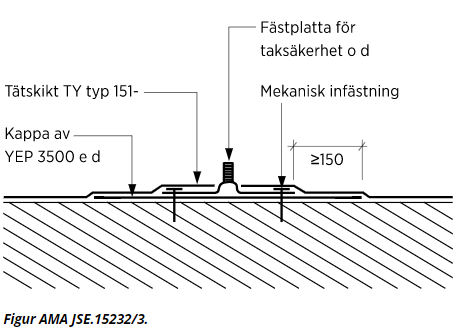 Fästplatta för
taksäkerhet o d
Tätskikt TY typ 151-
Mekanisk infästning
Kappa av
YEP 3500 e d
≥150
Figur AMA JSE.15232/3.